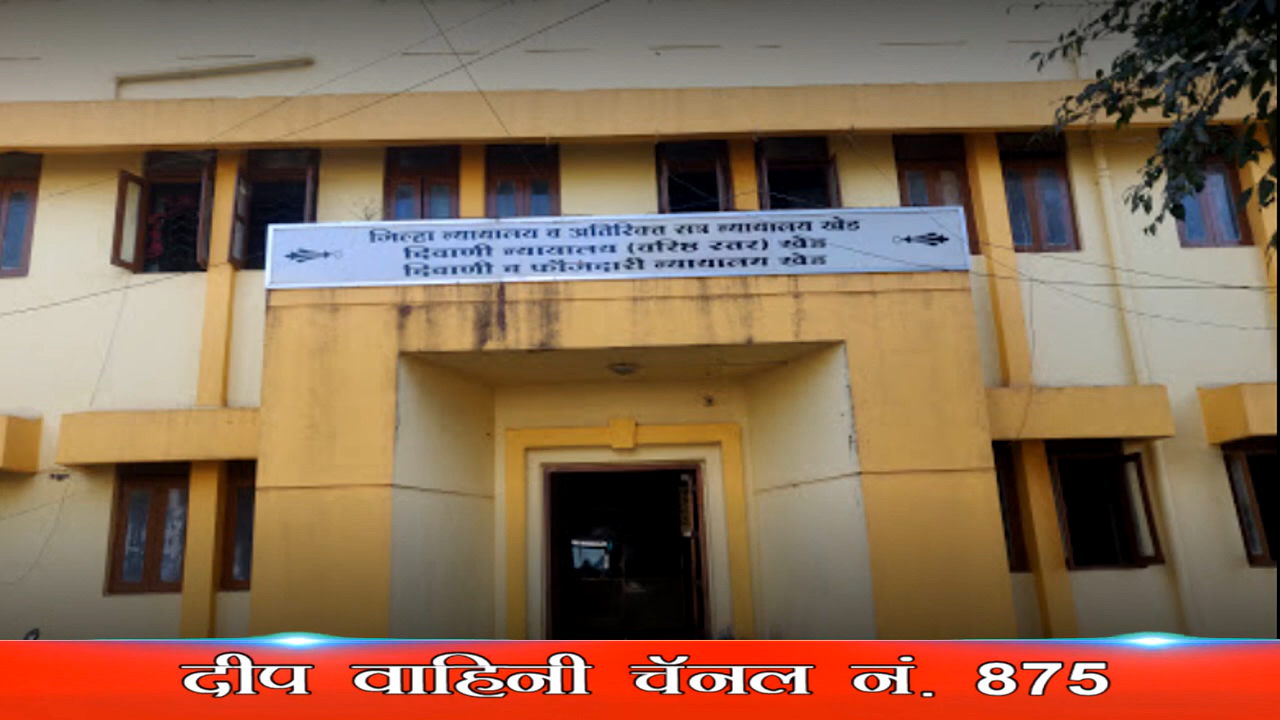 जिल्हा न्यायालय व अतिरिक्त सत्र न्यायालय खेड
दिवाणी न्यायालय (वरिष्ठ स्तर) खेड
दिवाणी व फौजदारी न्यायालय खेड
दीप वाहिनी चॅनल नं. 875